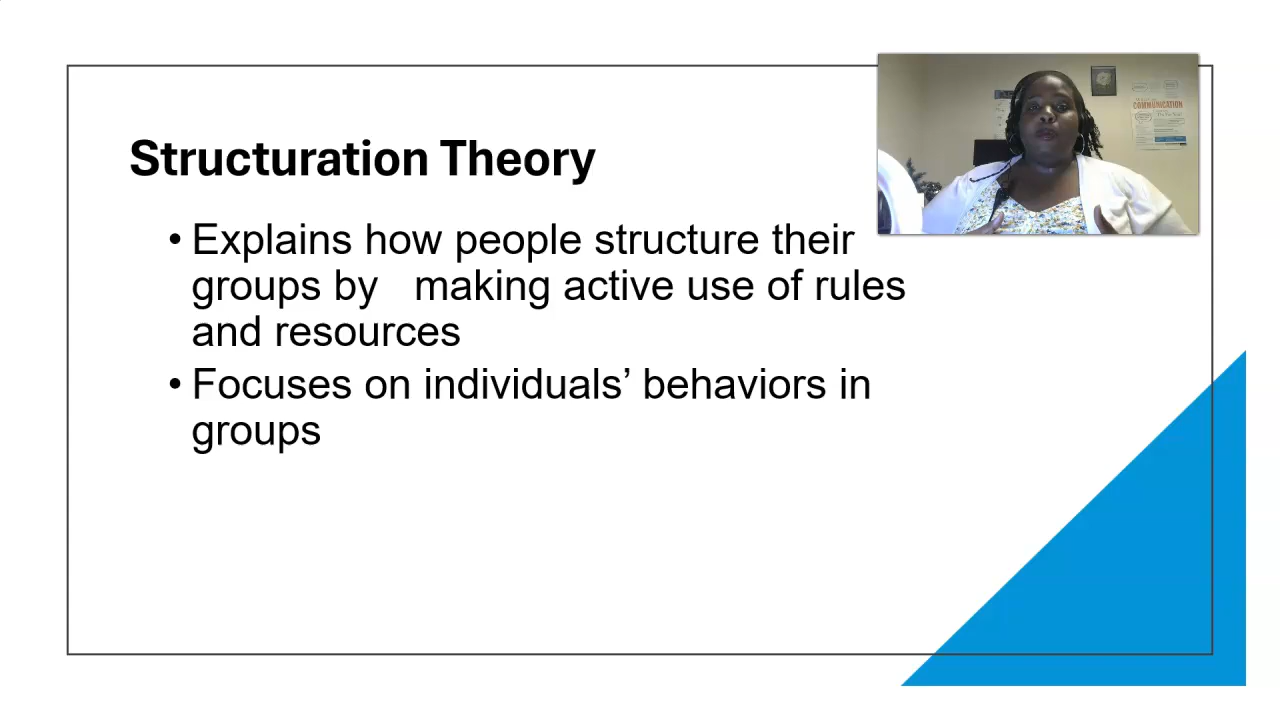 Structuration Theory
• Explains how people structure their
groups by making active use of rules
and resources
• Focuses on individuals’ behaviors in
groups
COMMUNICATION